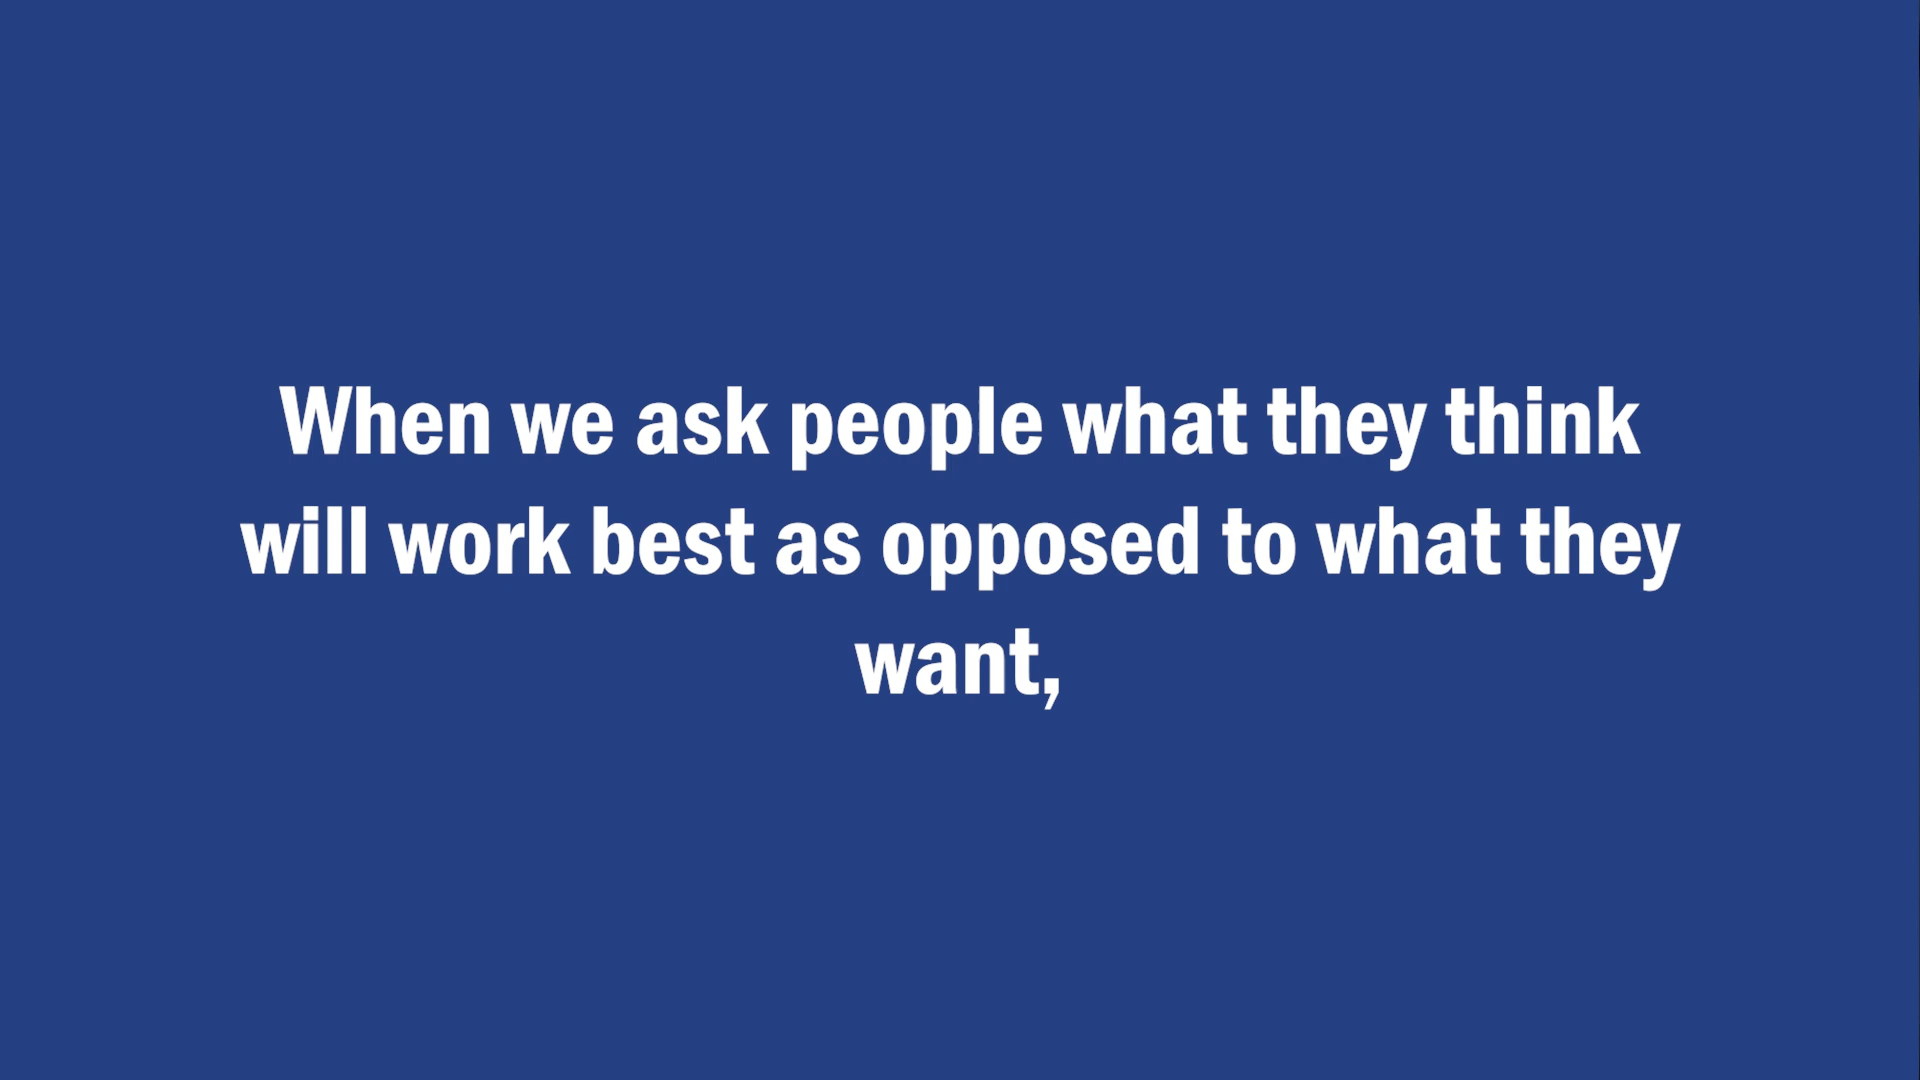 When we ask people what they think
will work best as opposed to what they
want,